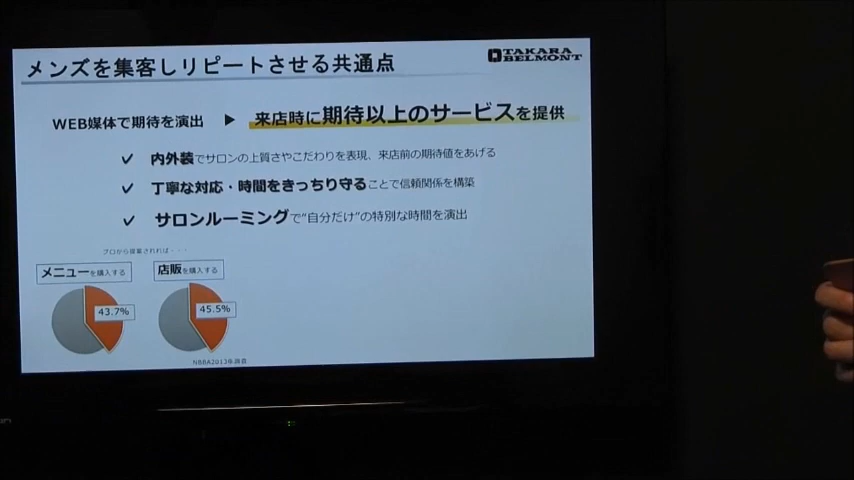 メンズを集客しリピートさせる共通点
TAKARA
BELMONT
WEB媒体で期待を演出 ▶ 来店時に期待以上のサービスを提供
✓ 内外装でサロンの上質さやこだわりを表現、来店前の期待値をあげる
✓ 丁寧な対応・時間をきっちり守ることで信頼関係を構築
✓ サロンルーミングで“自分だけ”の特別な時間を演出
プロから提案されれば・・・
メニューを購入する 店販を購入する
43.7% 45.5%
NBBA2013年調査